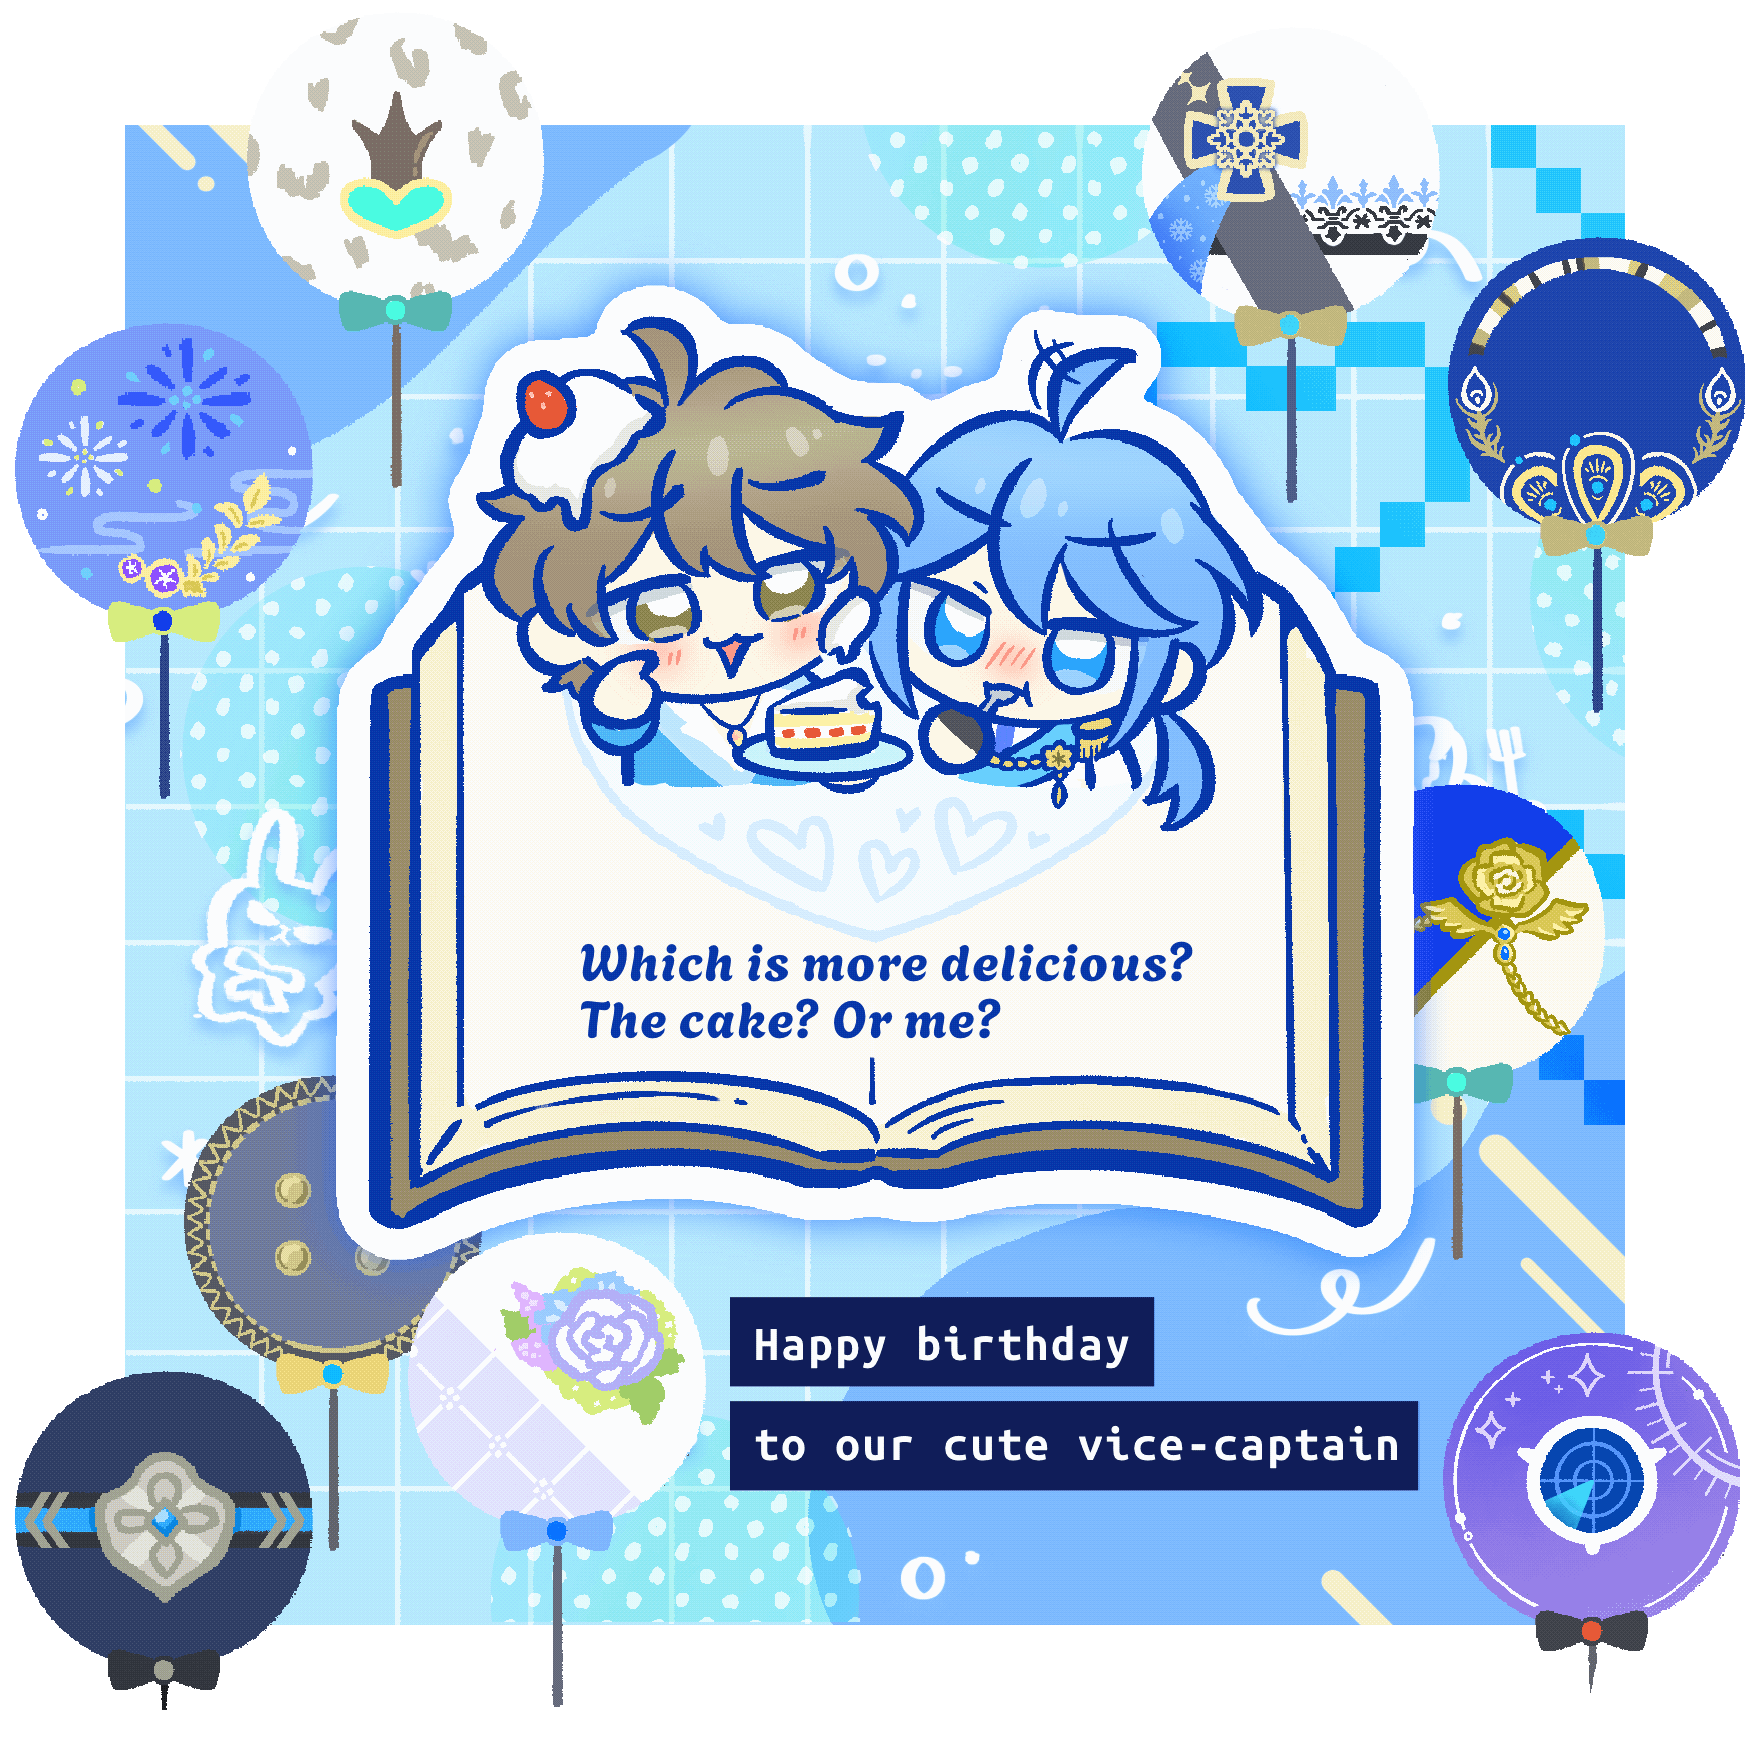 Which is more delicious?
The cake? Or me?
Happy birthday
to our cute vice-captain